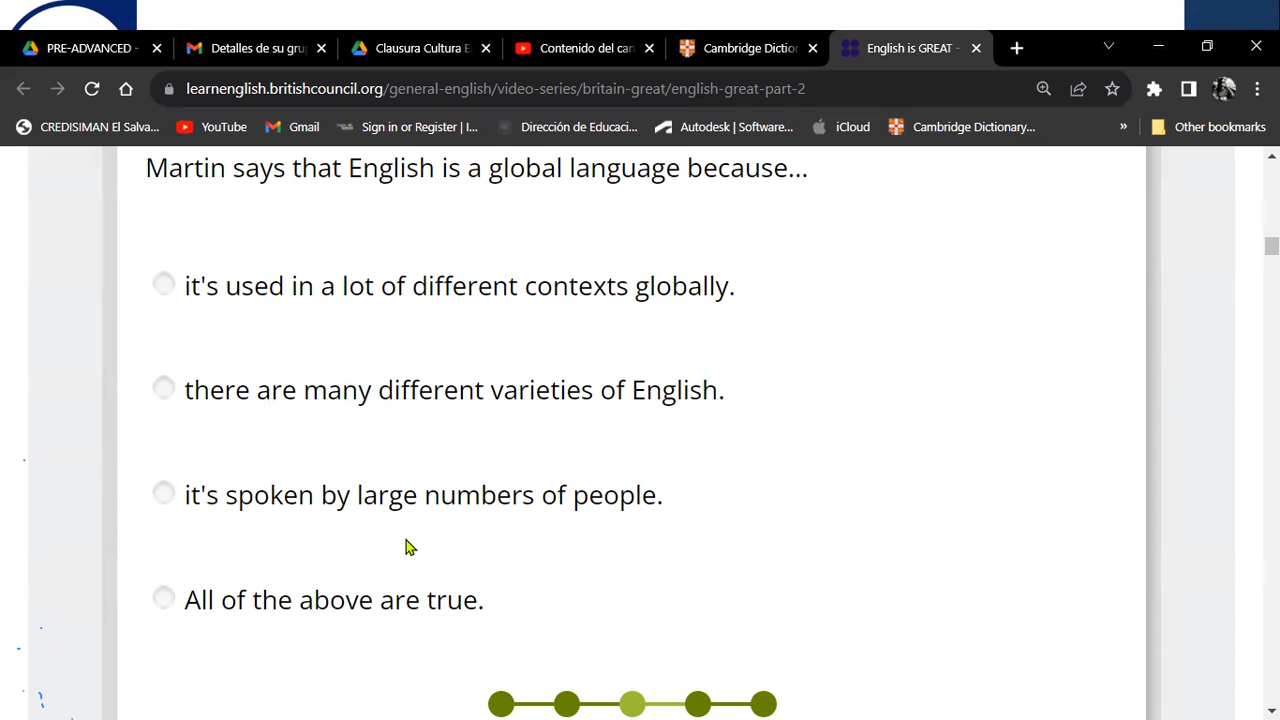 PRE-ADVANCED -
Detalles de su gru
Clausura Cultura E
Contenido del can
Cambridge Dictio
English is GREAT -
learnenglish.britishcouncil.org/general-english/video-series/britain-great/english-great-part-2
CREDISIMAN El Salva...
YouTube
Gmail
Sign in or Register | I...
Dirección de Educaci...
Autodesk | Software...
iCloud
Cambridge Dictionary...
»
Other bookmarks
Martin says that English is a global language because...
it's used in a lot of different contexts globally.
there are many different varieties of English.
it's spoken by large numbers of people.
All of the above are true.